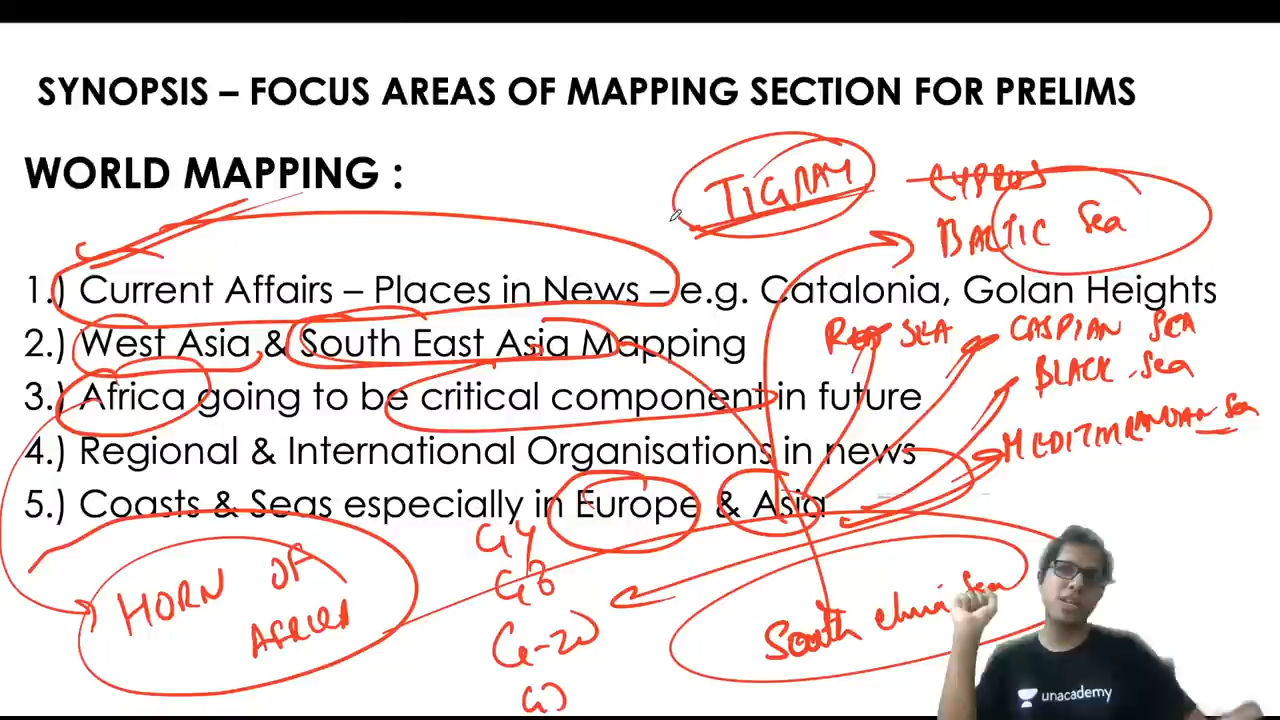 SYNOPSIS – FOCUS AREAS OF MAPPING SECTION FOR PRELIMS
WORLD MAPPING :
TIGRAY
CYPRUS
BALTIC Sea
1.) Current Affairs – Places in News – e.g. Catalonia, Golan Heights
2.) West Asia & South East Asia Mapping
RED SEA
CASPIAN SEA
BLACK Sea
3.) Africa going to be critical component in future
MEDITERRANEAN Sea
4.) Regional & International Organisations in news
5.) Coasts & Seas especially in Europe & Asia
HORN OF
AFRICA
G4
G8
G-20
South China Sea
unacademy